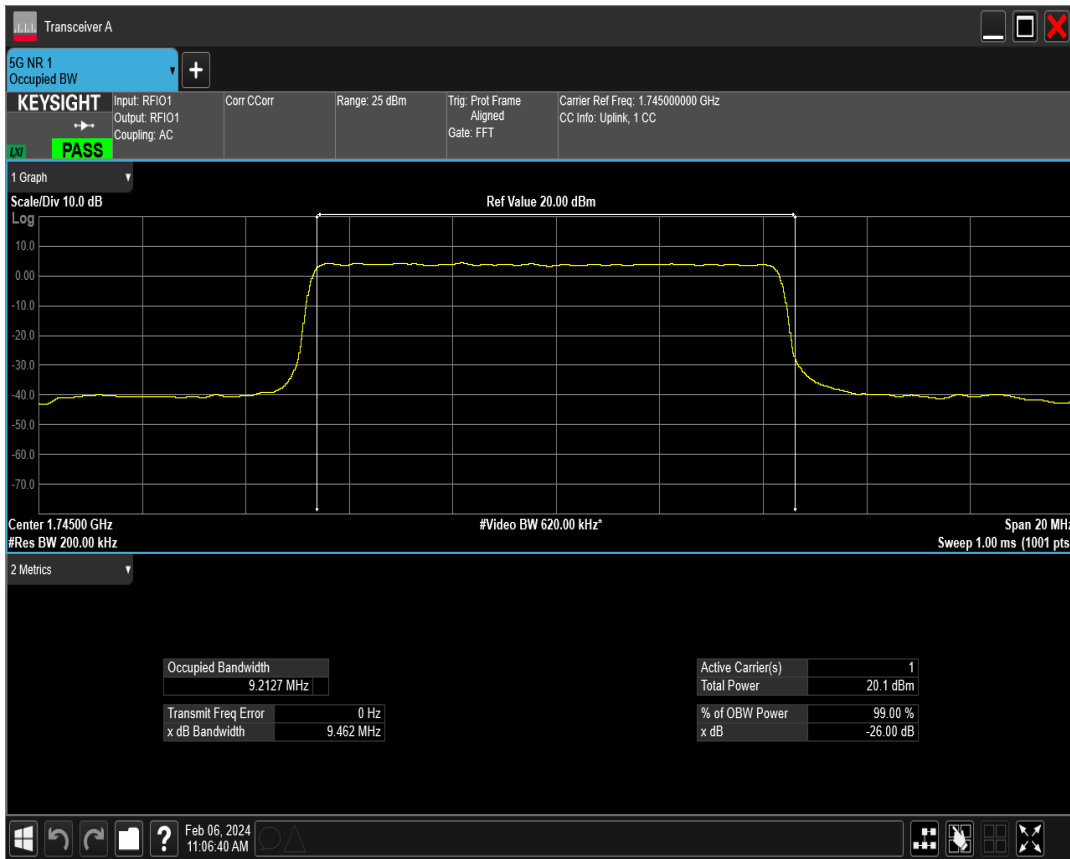 Transceiver A
5G NR 1
Occupied BW
+
KEYSIGHT
LXI
PASS
Input: RFIO1
Output: RFIO1
Coupling: AC
Corr CCorr
Range: 25 dBm
Trig: Prot Frame
Aligned
Gate: FFT
Carrier Ref Freq: 1.745000000 GHz
CC Info: Uplink, 1 CC
1 Graph
Scale/Div 10.0 dB
Ref Value 20.00 dBm
Log
10.0
0.00
-10.0
-20.0
-30.0
-40.0
-50.0
-60.0
-70.0
Center 1.74500 GHz
#Video BW 620.00 kHz*
Span 20 MHz
#Res BW 200.00 kHz
Sweep 1.00 ms (1001 pts
2 Metrics
Occupied Bandwidth
9.2127 MHz
Transmit Freq Error 0 Hz
x dB Bandwidth 9.462 MHz
Active Carrier(s) 1
Total Power 20.1 dBm
% of OBW Power 99.00 %
x dB -26.00 dB
?
Feb 06, 2024
11:06:40 AM